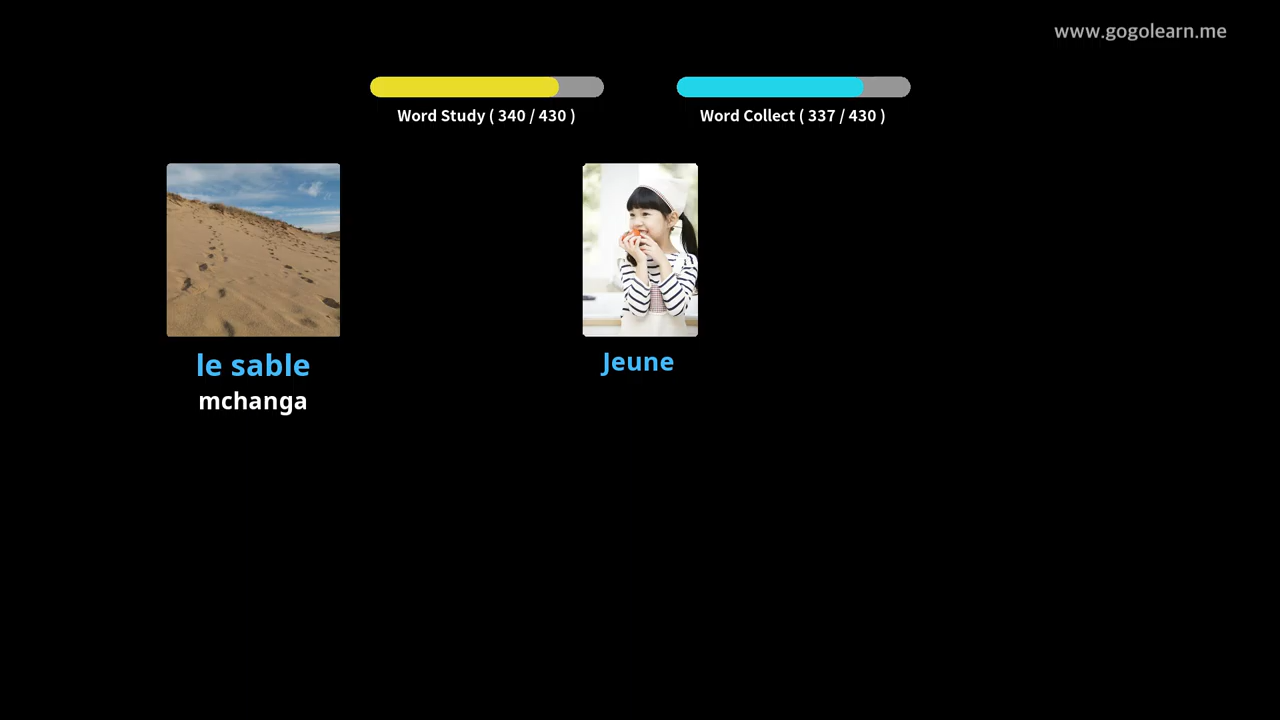 www.gogolearn.me
Word Study ( 340 / 430 )
Word Collect ( 337 / 430 )
le sable
mchanga
Jeune